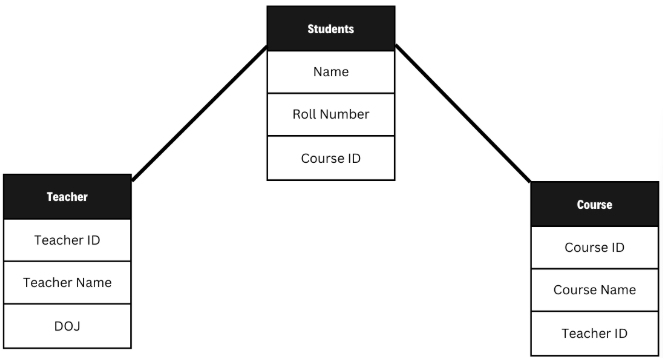 Students
Name
Roll Number
Course ID
Teacher
Teacher ID
Teacher Name
DOJ
Course
Course ID
Course Name
Teacher ID